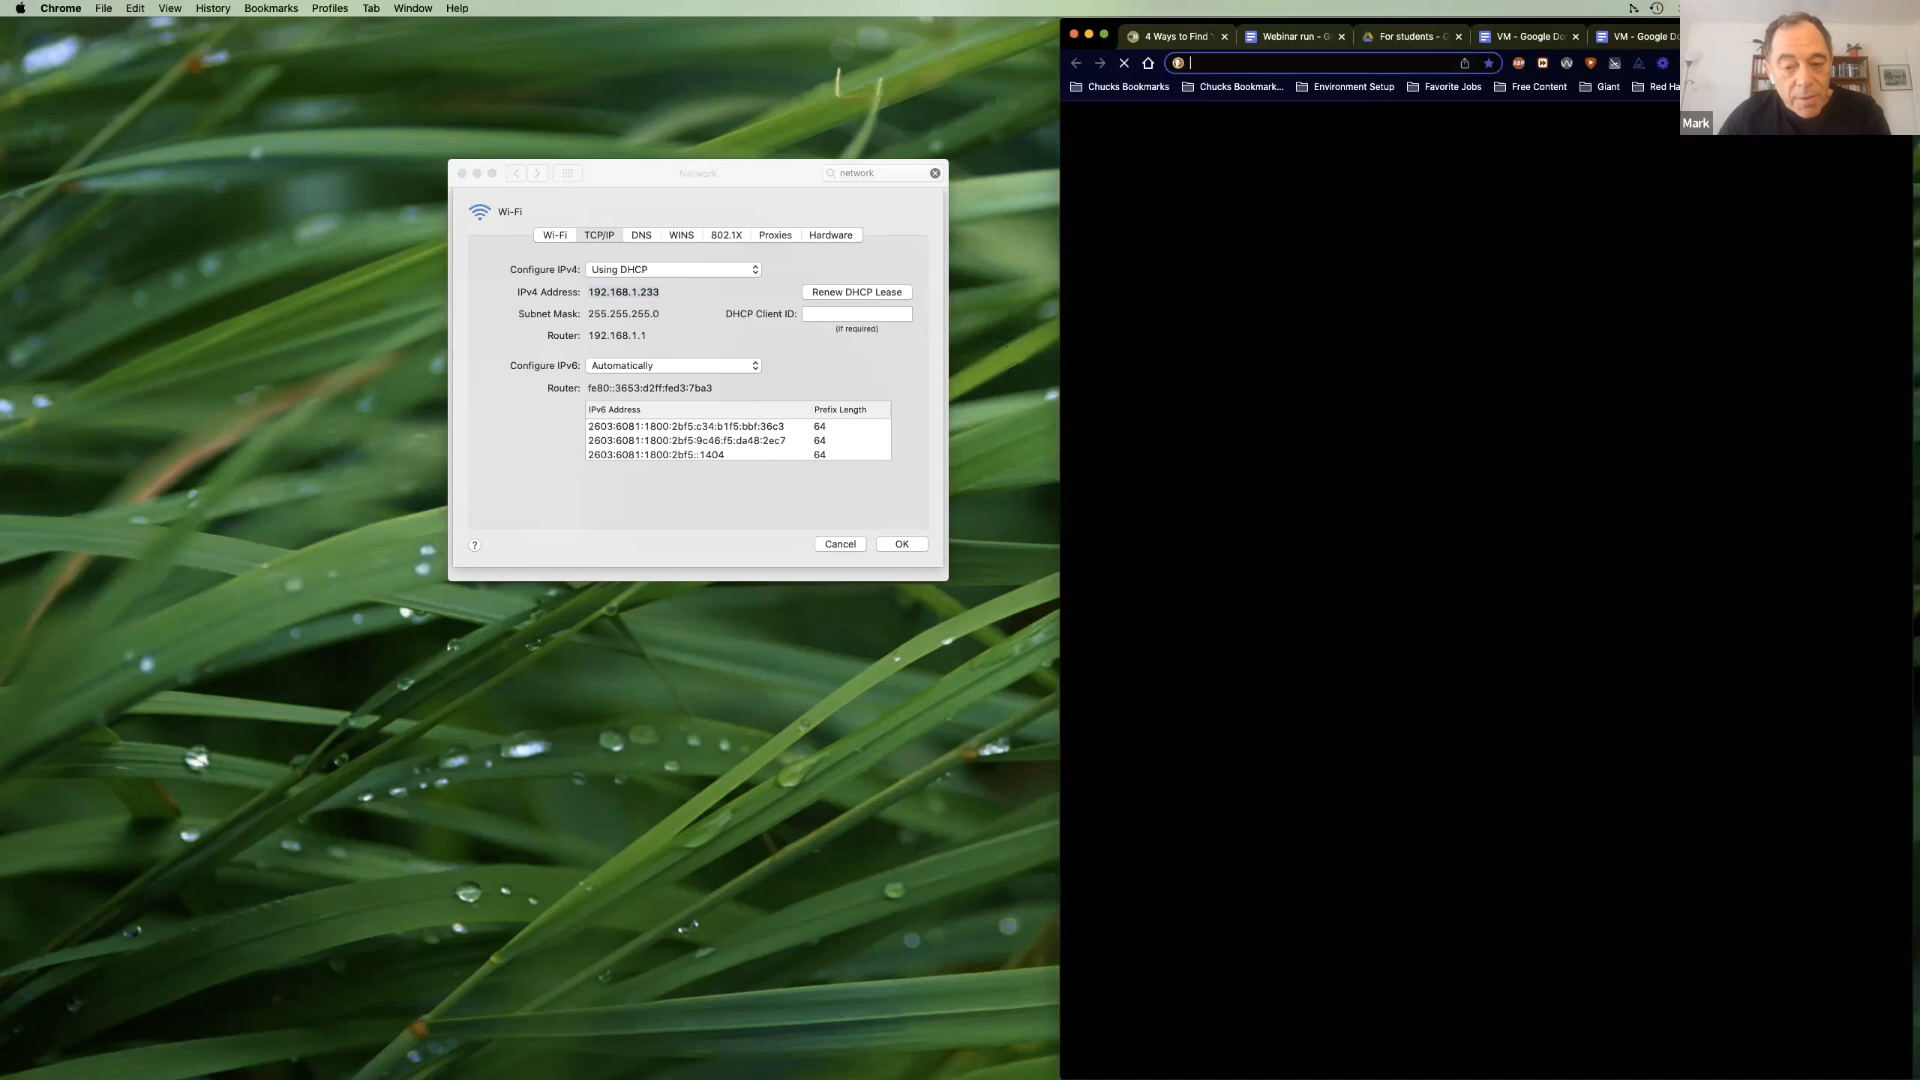 Chrome File Edit View History Bookmarks Profiles Tab Window Help
4 Ways to Find
Webinar run - G
For students - G
VM - Google Do
VM - Google Do
ABP
Chucks Bookmarks
Chucks Bookmark...
Environment Setup
Favorite Jobs
Free Content
Giant
Red Ha
Mark
Network
network
Wi-Fi
Wi-Fi TCP/IP DNS WINS 802.1X Proxies Hardware
Configure IPv4: Using DHCP
IPv4 Address: 192.168.1.233 Renew DHCP Lease
Subnet Mask: 255.255.255.0 DHCP Client ID:
(If required)
Router: 192.168.1.1
Configure IPv6: Automatically
Router: fe80::3653:d2ff:fed3:7ba3
IPv6 Address Prefix Length
2603:6081:1800:2bf5:c34:b1f5:bbf:36c3 64
2603:6081:1800:2bf5:9c46:f5:da48:2ec7 64
2603:6081:1800:2bf5::1404 64
? Cancel OK